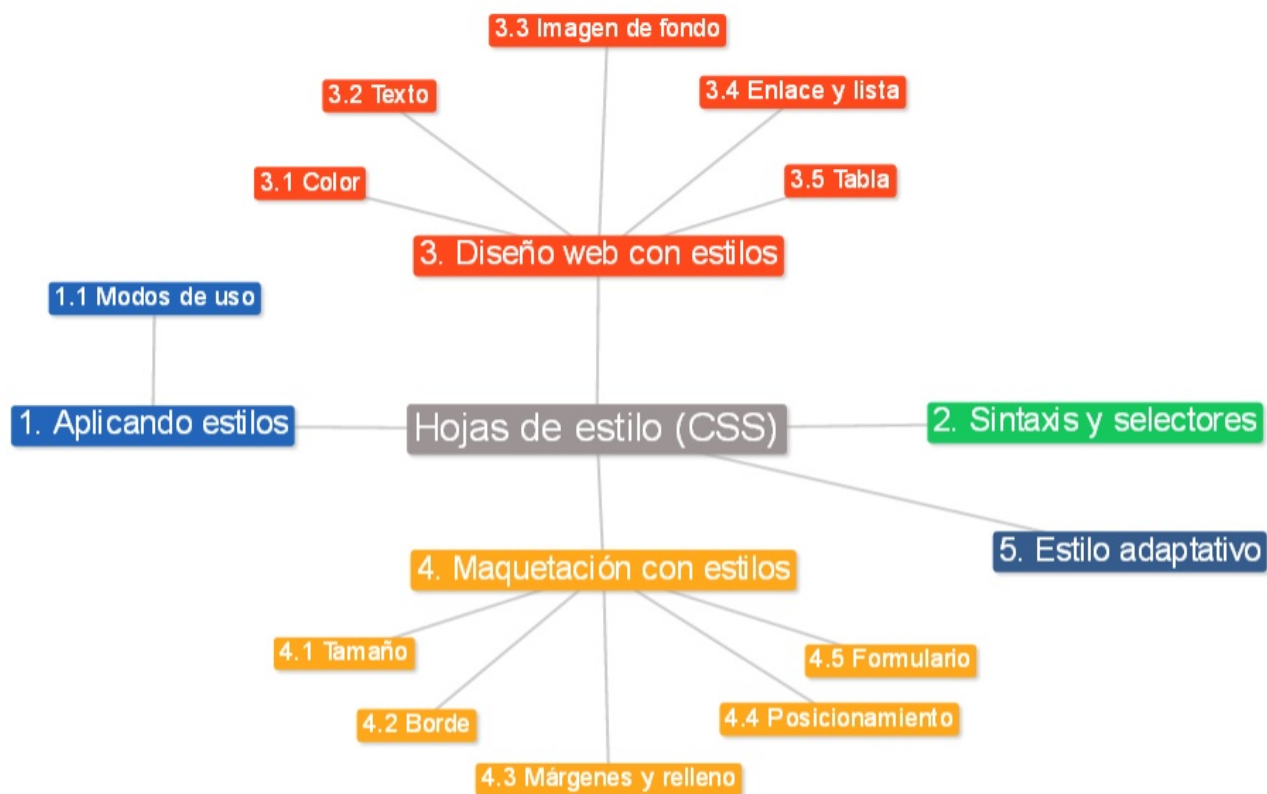 3.3 Imagen de fondo
3.2 Texto
3.4 Enlace y lista
3.1 Color
3.5 Tabla
3. Diseño web con estilos
1.1 Modos de uso
1. Aplicando estilos
Hojas de estilo (CSS)
2. Sintaxis y selectores
5. Estilo adaptativo
4. Maquetación con estilos
4.1 Tamaño
4.5 Formulario
4.2 Borde
4.4 Posicionamiento
4.3 Márgenes y relleno